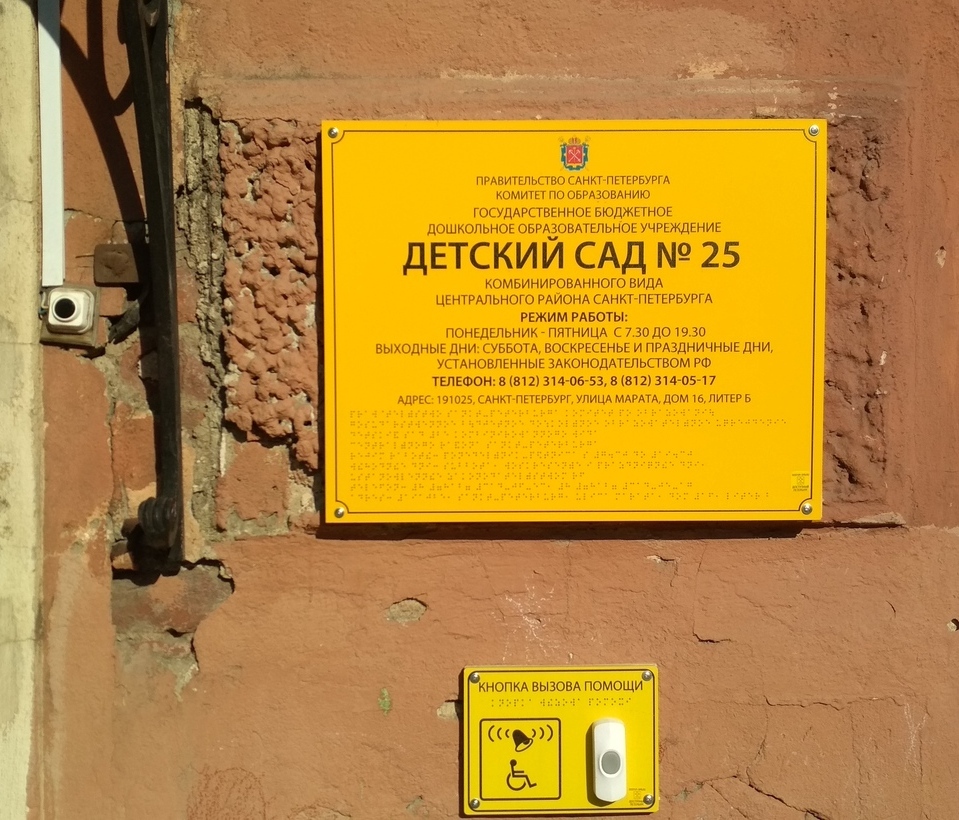 ПРАВИТЕЛЬСТВО САНКТ-ПЕТЕРБУРГА
КОМИТЕТ ПО ОБРАЗОВАНИЮ
ГОСУДАРСТВЕННОЕ БЮДЖЕТНОЕ
ДОШКОЛЬНОЕ ОБРАЗОВАТЕЛЬНОЕ УЧРЕЖДЕНИЕ
ДЕТСКИЙ САД № 25
КОМБИНИРОВАННОГО ВИДА
ЦЕНТРАЛЬНОГО РАЙОНА САНКТ-ПЕТЕРБУРГА
РЕЖИМ РАБОТЫ:
ПОНЕДЕЛЬНИК - ПЯТНИЦА С 7.30 ДО 19.30
ВЫХОДНЫЕ ДНИ: СУББОТА, ВОСКРЕСЕНЬЕ И ПРАЗДНИЧНЫЕ ДНИ,
УСТАНОВЛЕННЫЕ ЗАКОНОДАТЕЛЬСТВОМ РФ
ТЕЛЕФОН: 8 (812) 314-06-53, 8 (812) 314-05-17
АДРЕС: 191025, САНКТ-ПЕТЕРБУРГ, УЛИЦА МАРАТА, ДОМ 16, ЛИТЕР Б
КНОПКА ВЫЗОВА ПОМОЩИ